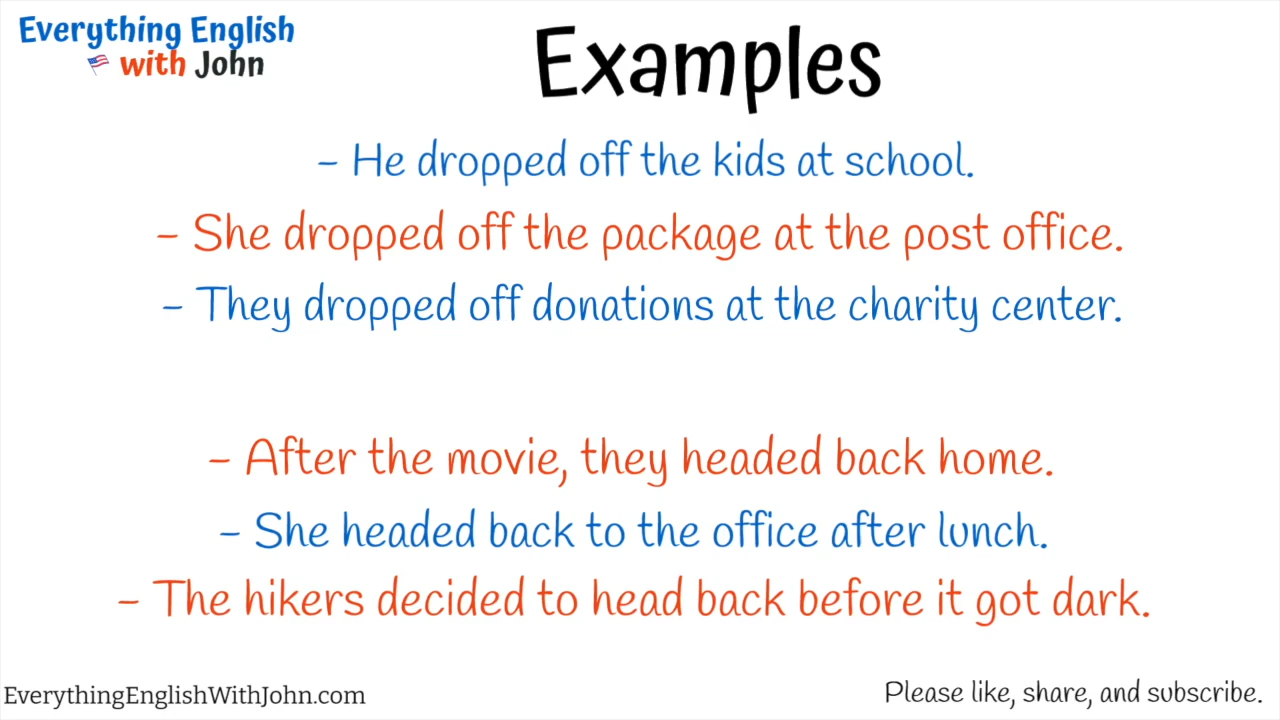 Everything English
with John
Examples
- He dropped off the kids at school.
- She dropped off the package at the post office.
- They dropped off donations at the charity center.
- After the movie, they headed back home.
- She headed back to the office after lunch.
- The hikers decided to head back before it got dark.
EverythingEnglishWithJohn.com
Please like, share, and subscribe.